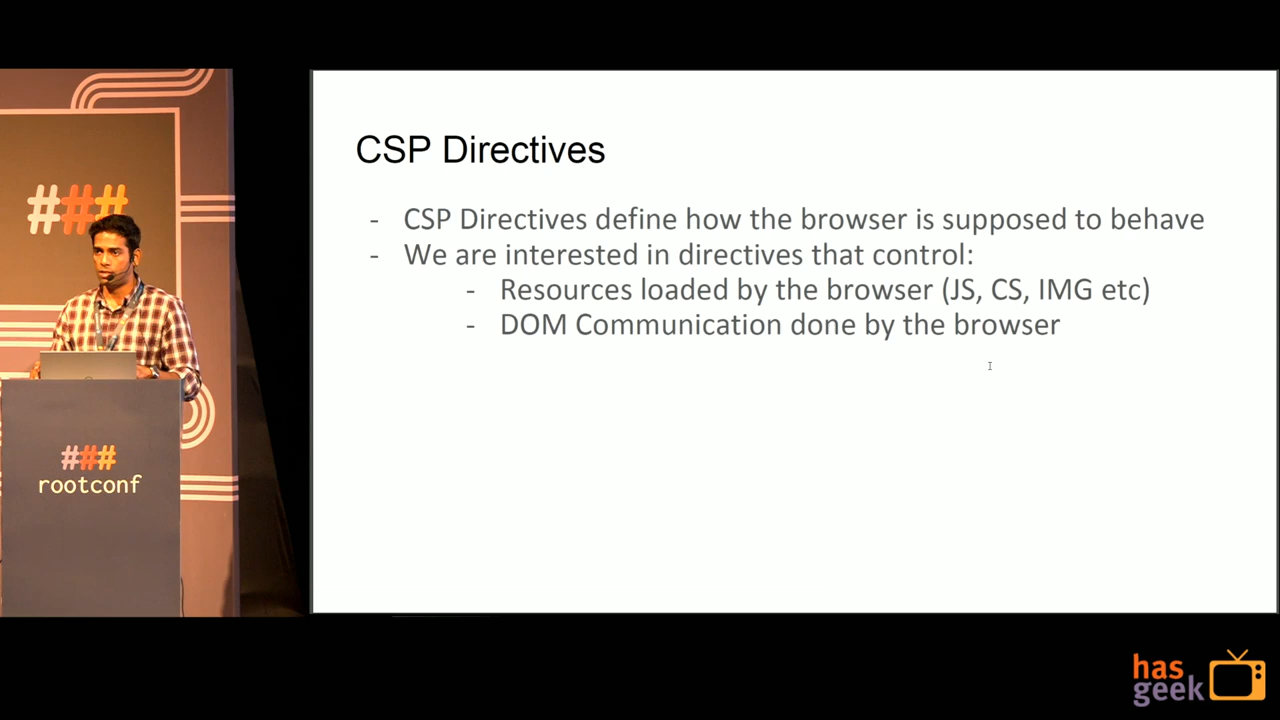 ###
CSP Directives
- CSP Directives define how the browser is supposed to behave
- We are interested in directives that control:
- Resources loaded by the browser (JS, CS, IMG etc)
- DOM Communication done by the browser
###
rootconf
has
geek